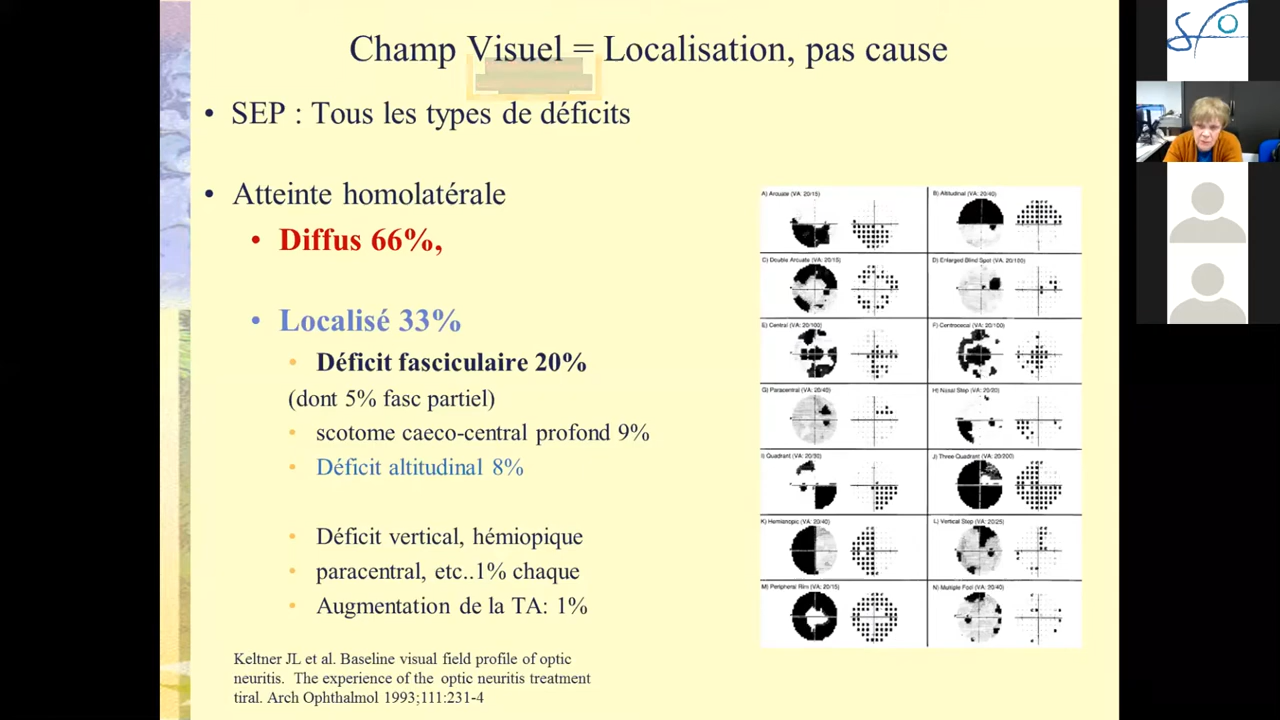 Champ Visuel = Localisation, pas cause
• SEP : Tous les types de déficits
• Atteinte homolatérale
• Diffus 66%,
• Localisé 33%
• Déficit fasciculaire 20%
(dont 5% fasc partiel)
• scotome caeco-central profond 9%
• Déficit altitudinal 8%
• Déficit vertical, hémiopique
• paracentral, etc..1% chaque
• Augmentation de la TA: 1%
Keltner JL et al. Baseline visual field profile of optic
neuritis. The experience of the optic neuritis treatment
tiral. Arch Ophthalmol 1993;111:231-4
A) Arcuate (VA: 20/15)
B) Altitudinal (VA: 20/40)
C) Double Arcuate (VA: 20/15)
D) Enlarged Blind Spot (VA: 20/100)
E) Central (VA: 20/100)
F) Centrocecal (VA: 20/100)
G) Paracentral (VA: 20/40)
H) Nasal Step (VA: 20/20)
I) Quadrant (VA: 20/30)
J) Three Quadrant (VA: 20/200)
K) Hemianopic (VA: 20/40)
L) Vertical Step (VA: 20/25)
M) Peripheral Rim (VA: 20/15)
N) Multiple Foci (VA: 20/40)
SFO